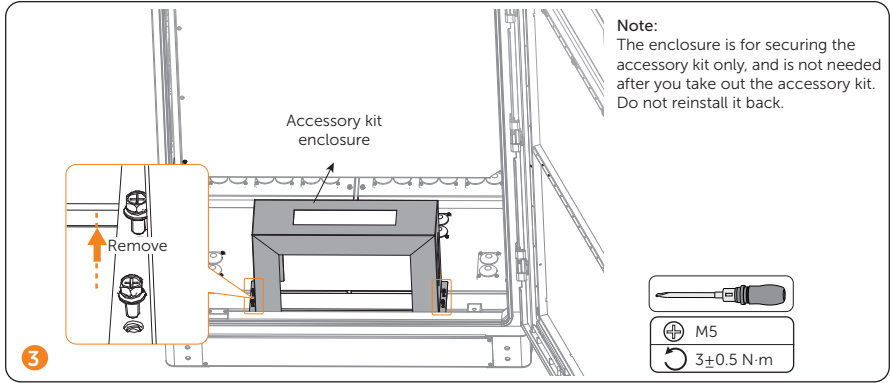 Note:
The enclosure is for securing the
accessory kit only, and is not needed
after you take out the accessory kit.
Do not reinstall it back.
Accessory kit
enclosure
Remove
M5
3±0.5 N·m
3